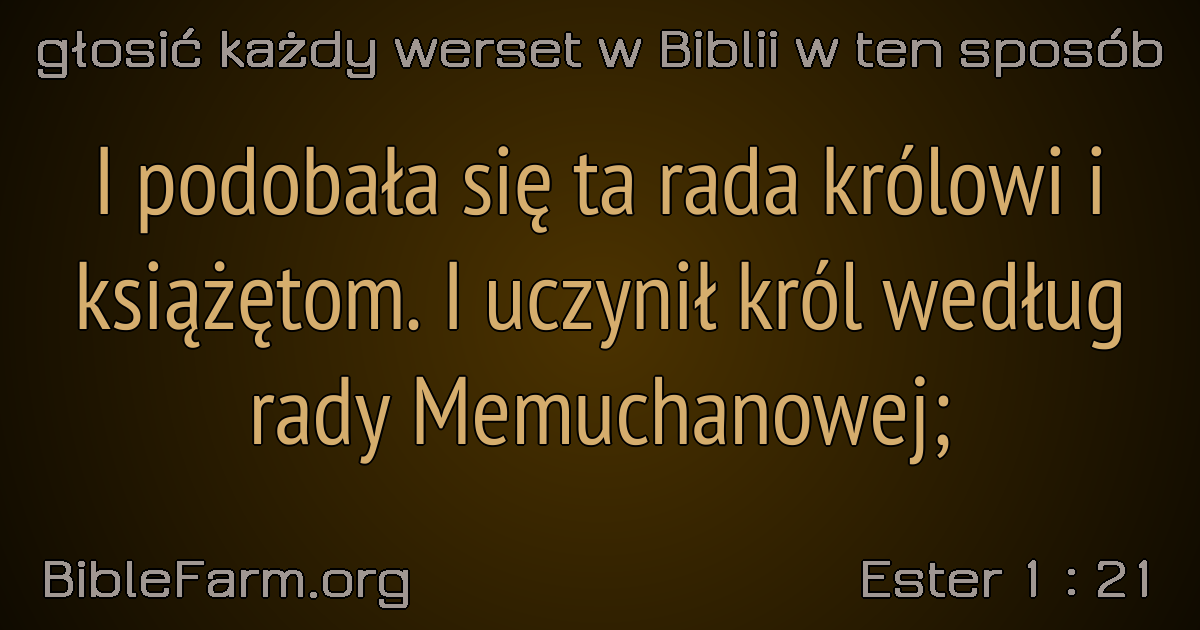 głosić każdy werset w Biblii w ten sposób
I podobała się ta rada królowi i
książętom. I uczynił król według
rady Memuchanowej;
BibleFarm.org
Ester 1 : 21